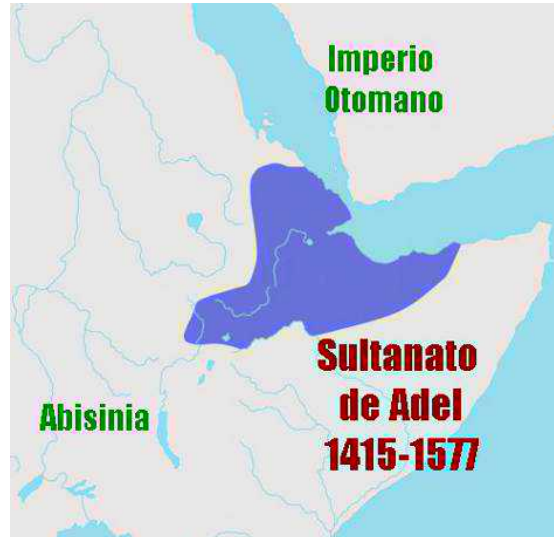 Imperio
Otomano
Sultanato
de Adel
1415-1577
Abisinia